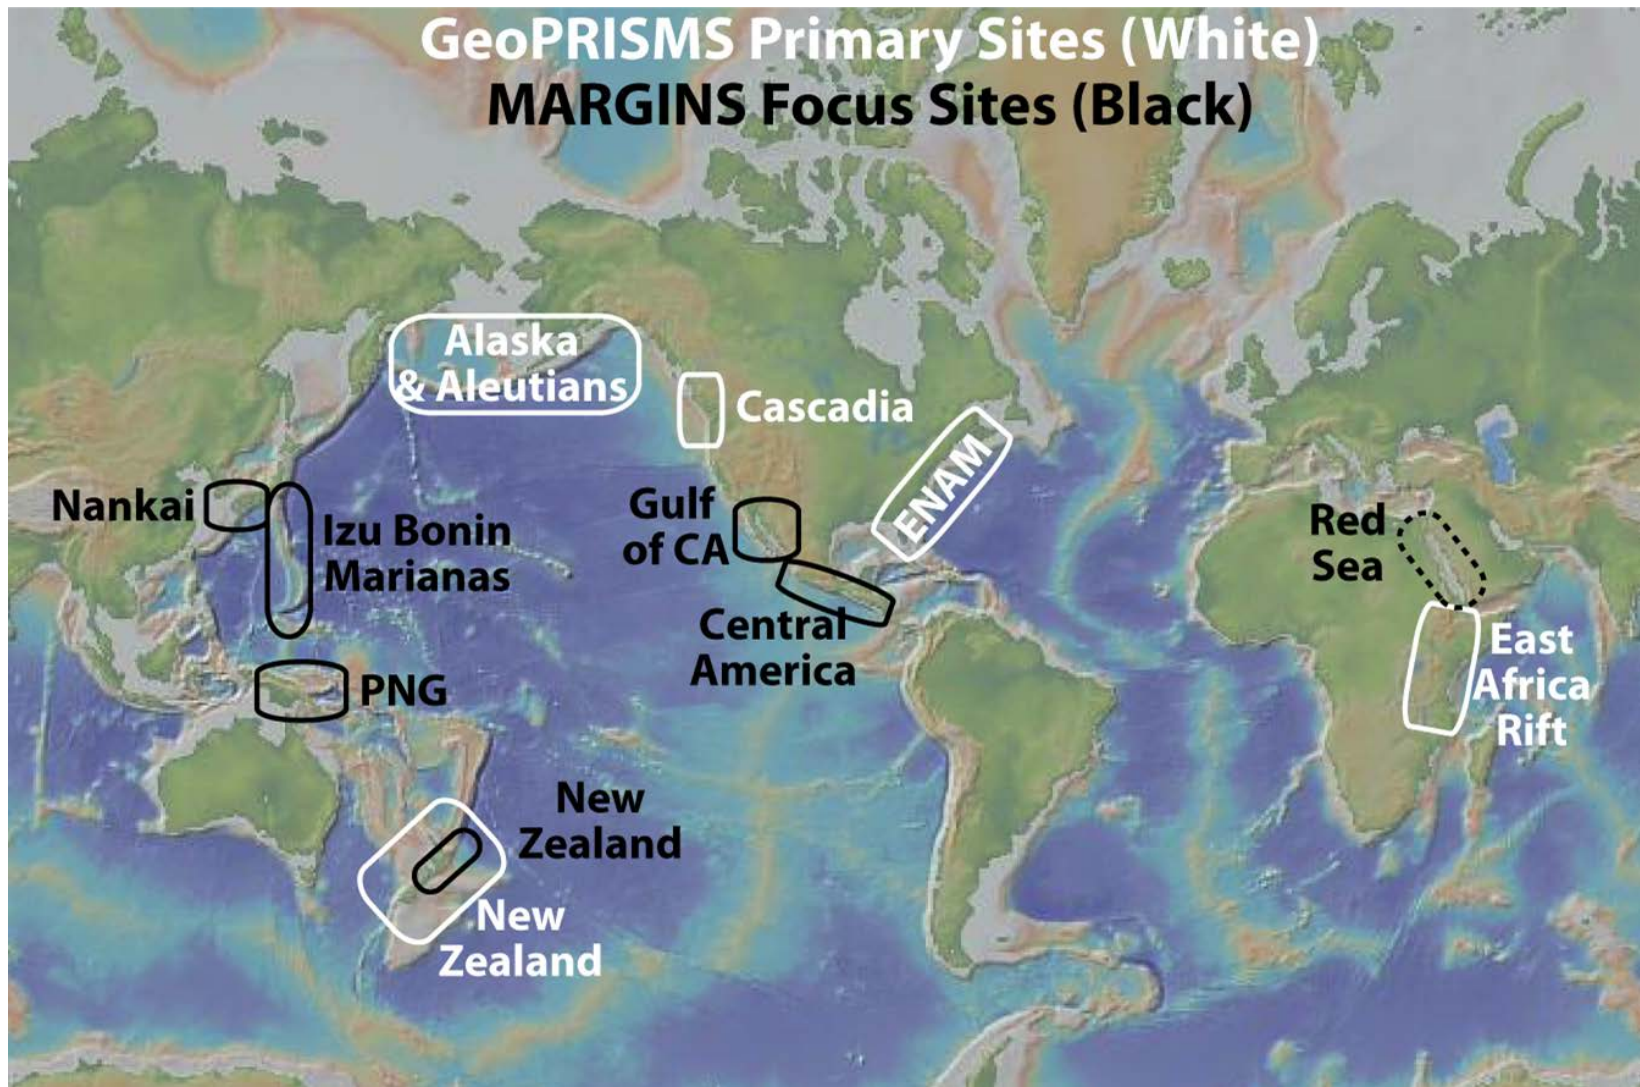 GeoPRISMS Primary Sites (White)
MARGINS Focus Sites (Black)
Alaska
& Aleutians
Cascadia
ENAM
Nankai
Izu Bonin
Marianas
Gulf
of CA
Red
Sea
Central
America
East
Africa
Rift
PNG
New
Zealand
New
Zealand